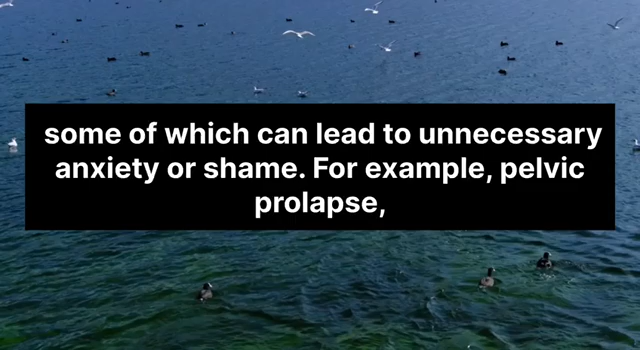 some of which can lead to unnecessary
anxiety or shame. For example, pelvic
prolapse,